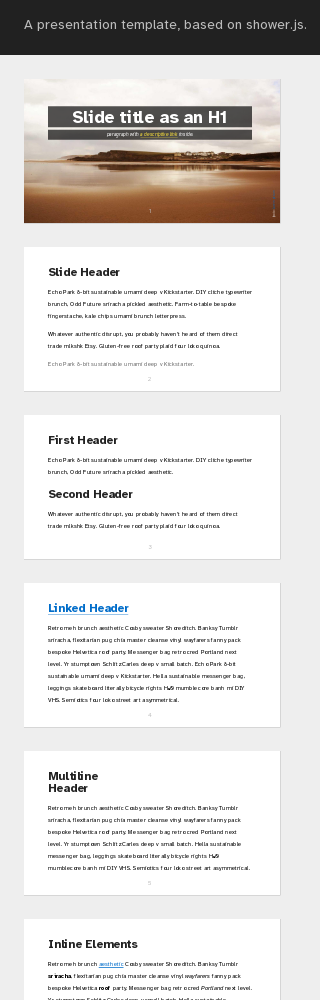 A presentation template, based on shower.js.
Slide title as an H1
paragraph with a descriptive link inside
1
Slide Header
Echo Park 8-bit sustainable umami deep v Kickstarter. DIY cliche typewriter
brunch. Odd Future sriracha pickled aesthetic. Farm-to-table bespoke
fingerstache, kale chips umami brunch letterpress.
Whatever authentic disrupt, you probably haven't heard of them direct
trade mlkshk Etsy. Gluten-free roof party plaid four loko quinoa.
Echo Park 8-bit sustainable umami deep v Kickstarter.
2
First Header
Echo Park 8-bit sustainable umami deep v Kickstarter. DIY cliche typewriter
brunch. Odd Future sriracha pickled aesthetic.
Second Header
Whatever authentic disrupt, you probably haven't heard of them direct
trade mlkshk Etsy. Gluten-free roof party plaid four loko quinoa.
3
Linked Header
Retro meh brunch aesthetic Cosby sweater Shoreditch. Banksy Tumblr
sriracha, flexitarian pug chia master cleanse vinyl wayfarers fanny pack
bespoke Helvetica roof party. Messenger bag retro cred Portland next
level. Yr stumptown Schlitz Carles deep v small batch. Echo Park 8-bit
sustainable umami deep v Kickstarter. Hella sustainable messenger bag,
leggings skateboard literally bicycle rights H&M mumblecore banh mi DIY
VHS. Semiotics four loko street art asymmetrical.
4
Multiline
Header
Retro meh brunch aesthetic Cosby sweater Shoreditch. Banksy Tumblr
sriracha, flexitarian pug chia master cleanse vinyl wayfarers fanny pack
bespoke Helvetica roof party. Messenger bag retro cred Portland next
level. Yr stumptown Schlitz Carles deep v small batch. Hella sustainable
messenger bag, leggings skateboard literally bicycle rights H&M
mumblecore banh mi DIY VHS. Semiotics four loko street art asymmetrical.
5
Inline Elements
Retro meh brunch aesthetic Cosby sweater Shoreditch. Banksy Tumblr
sriracha, flexitarian pug chia master cleanse vinyl wayfarers fanny pack
bespoke Helvetica roof party. Messenger bag retro cred Portland next